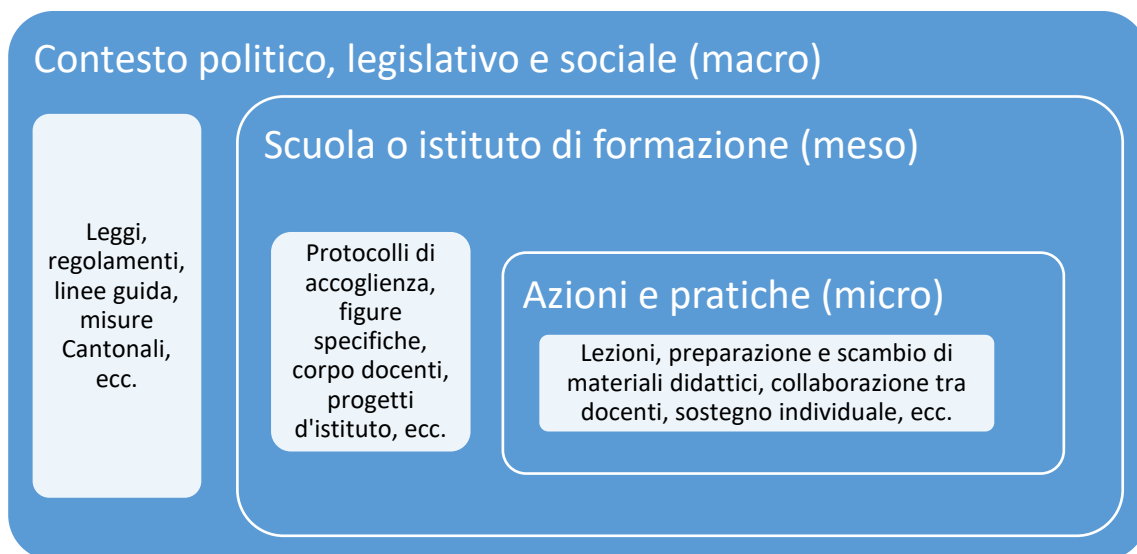 Contesto politico, legislativo e sociale (macro)
Leggi,
regolamenti,
linee guida,
misure
Cantonali,
ecc.
Scuola o istituto di formazione (meso)
Protocolli di
accoglienza,
figure
specifiche,
corpo docenti,
progetti
d'istituto, ecc.
Azioni e pratiche (micro)
Lezioni, preparazione e scambio di
materiali didattici, collaborazione tra
docenti, sostegno individuale, ecc.